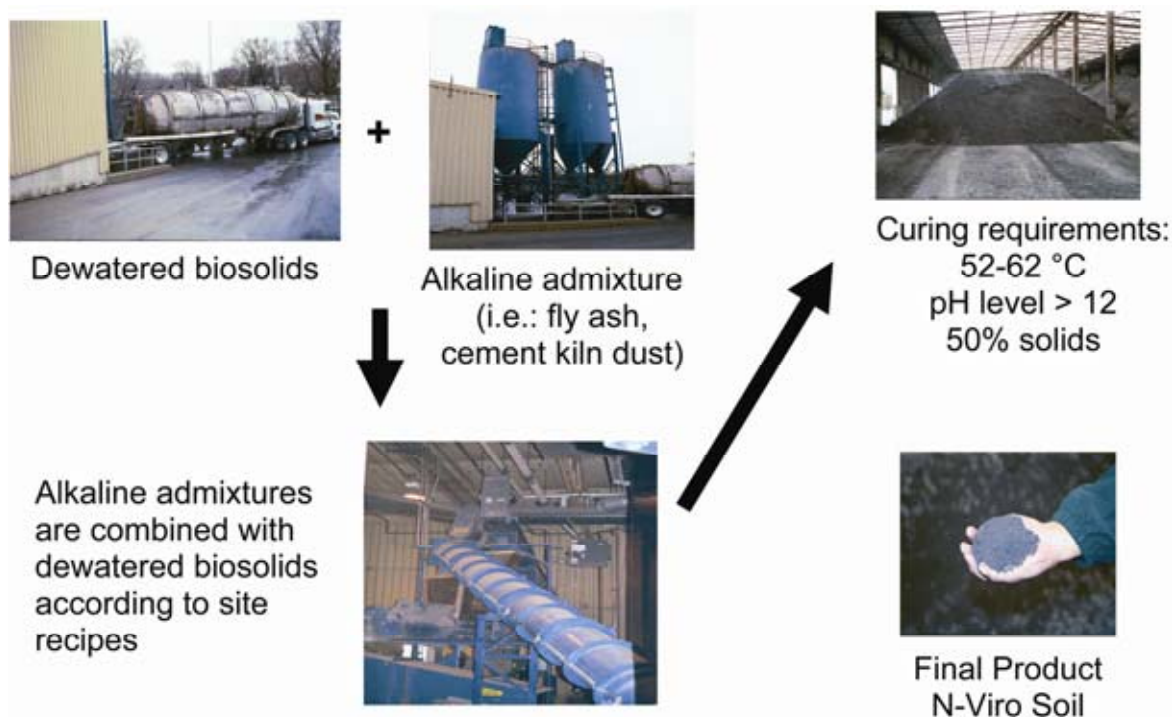 +
Dewatered biosolids
Alkaline admixture
(i.e.: fly ash,
cement kiln dust)
Alkaline admixtures
are combined with
dewatered biosolids
according to site
recipes
Curing requirements:
52-62 °C
pH level > 12
50% solids
Final Product
N-Viro Soil